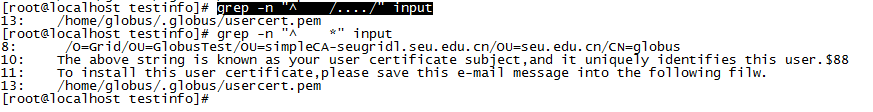 [root@localhost testinfo]# grep -n "^    /..../" input
13:    /home/globus/.globus/usercert.pem
[root@localhost testinfo]# grep -n "^    *" input
8:      /O=Grid/OU=GlobusTest/OU=simpleCA-seugridl.seu.edu.cn/OU=seu.edu.cn/CN=globus
10:    The above string is known as your user certificate subject,and it uniquely identifies this user.$88
11:    To install this user certificate,please save this e-mail message into the following filw.
13:    /home/globus/.globus/usercert.pem
[root@localhost testinfo]#